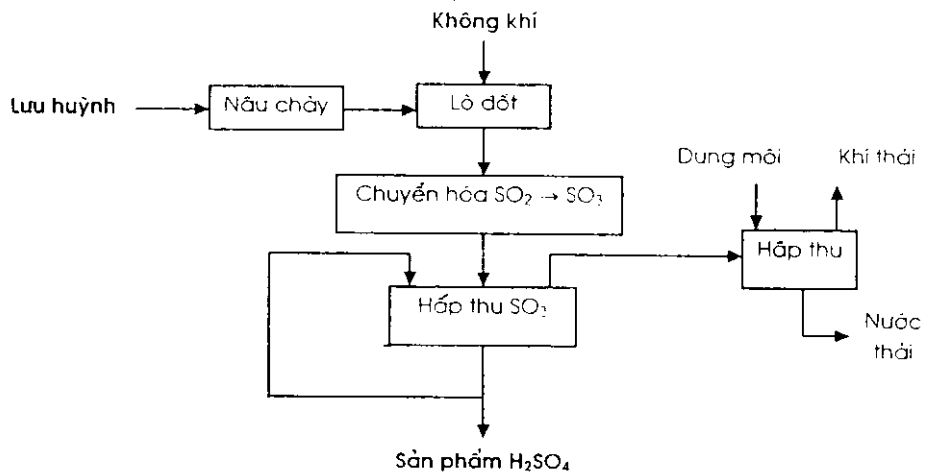 Không khí
Lưu huỳnh
Nâu chảy
Lò đốt
Dung môi
Khí thải
Chuyển hóa SO₂ → SO₃
Hấp thu
Hấp thu SO₃
Nước
thải
Sản phẩm H₂SO₄